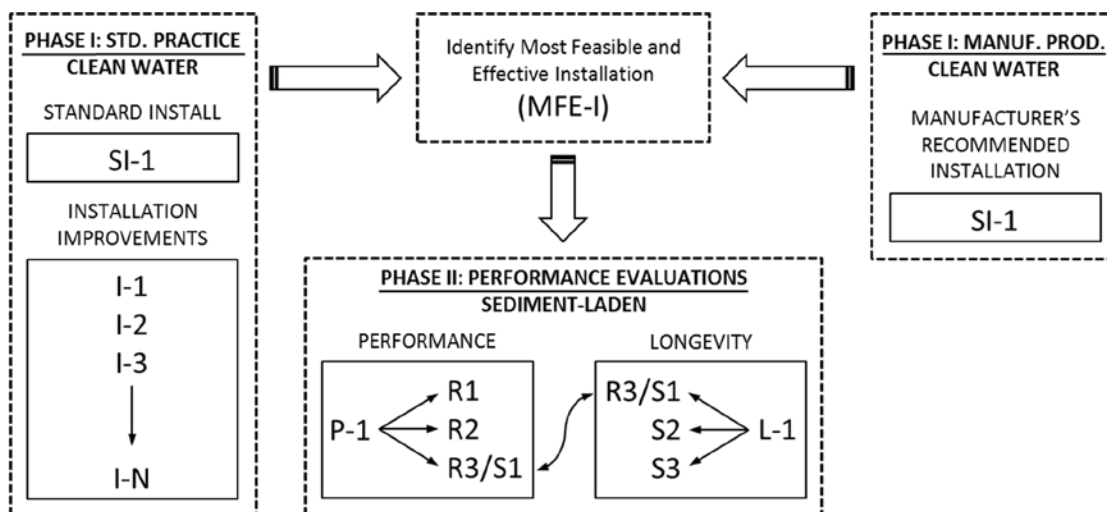 PHASE I: STD. PRACTICE
CLEAN WATER
STANDARD INSTALL
SI-1
INSTALLATION
IMPROVEMENTS
I-1
I-2
I-3
I-N
Identify Most Feasible and
Effective Installation
(MFE-I)
PHASE I: MANUF. PROD.
CLEAN WATER
MANUFACTURER'S
RECOMMENDED
INSTALLATION
SI-1
PHASE II: PERFORMANCE EVALUATIONS
SEDIMENT-LADEN
PERFORMANCE
P-1
R1
R2
R3/S1
LONGEVITY
R3/S1
S2
S3
L-1